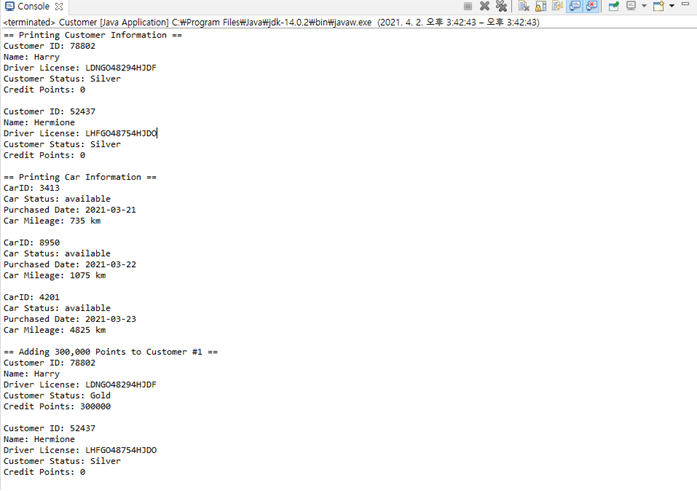 Console
<terminated> Customer [Java Application] C:₩Program Files₩Java₩jdk-14.0.2₩bin₩javaw.exe (2021. 4. 2. 오후 3:42:43 – 오후 3:42:43)
== Printing Customer Information ==
Customer ID: 78802
Name: Harry
Driver License: LDNGO48294HJDF
Customer Status: Silver
Credit Points: 0
Customer ID: 52437
Name: Hermione
Driver License: LHFGO48754HJDO
Customer Status: Silver
Credit Points: 0
== Printing Car Information ==
CarID: 3413
Car Status: available
Purchased Date: 2021-03-21
Car Mileage: 735 km
CarID: 8950
Car Status: available
Purchased Date: 2021-03-22
Car Mileage: 1075 km
CarID: 4201
Car Status: available
Purchased Date: 2021-03-23
Car Mileage: 4825 km
== Adding 300,000 Points to Customer #1 ==
Customer ID: 78802
Name: Harry
Driver License: LDNGO48294HJDF
Customer Status: Gold
Credit Points: 300000
Customer ID: 52437
Name: Hermione
Driver License: LHFGO48754HJDO
Customer Status: Silver
Credit Points: 0